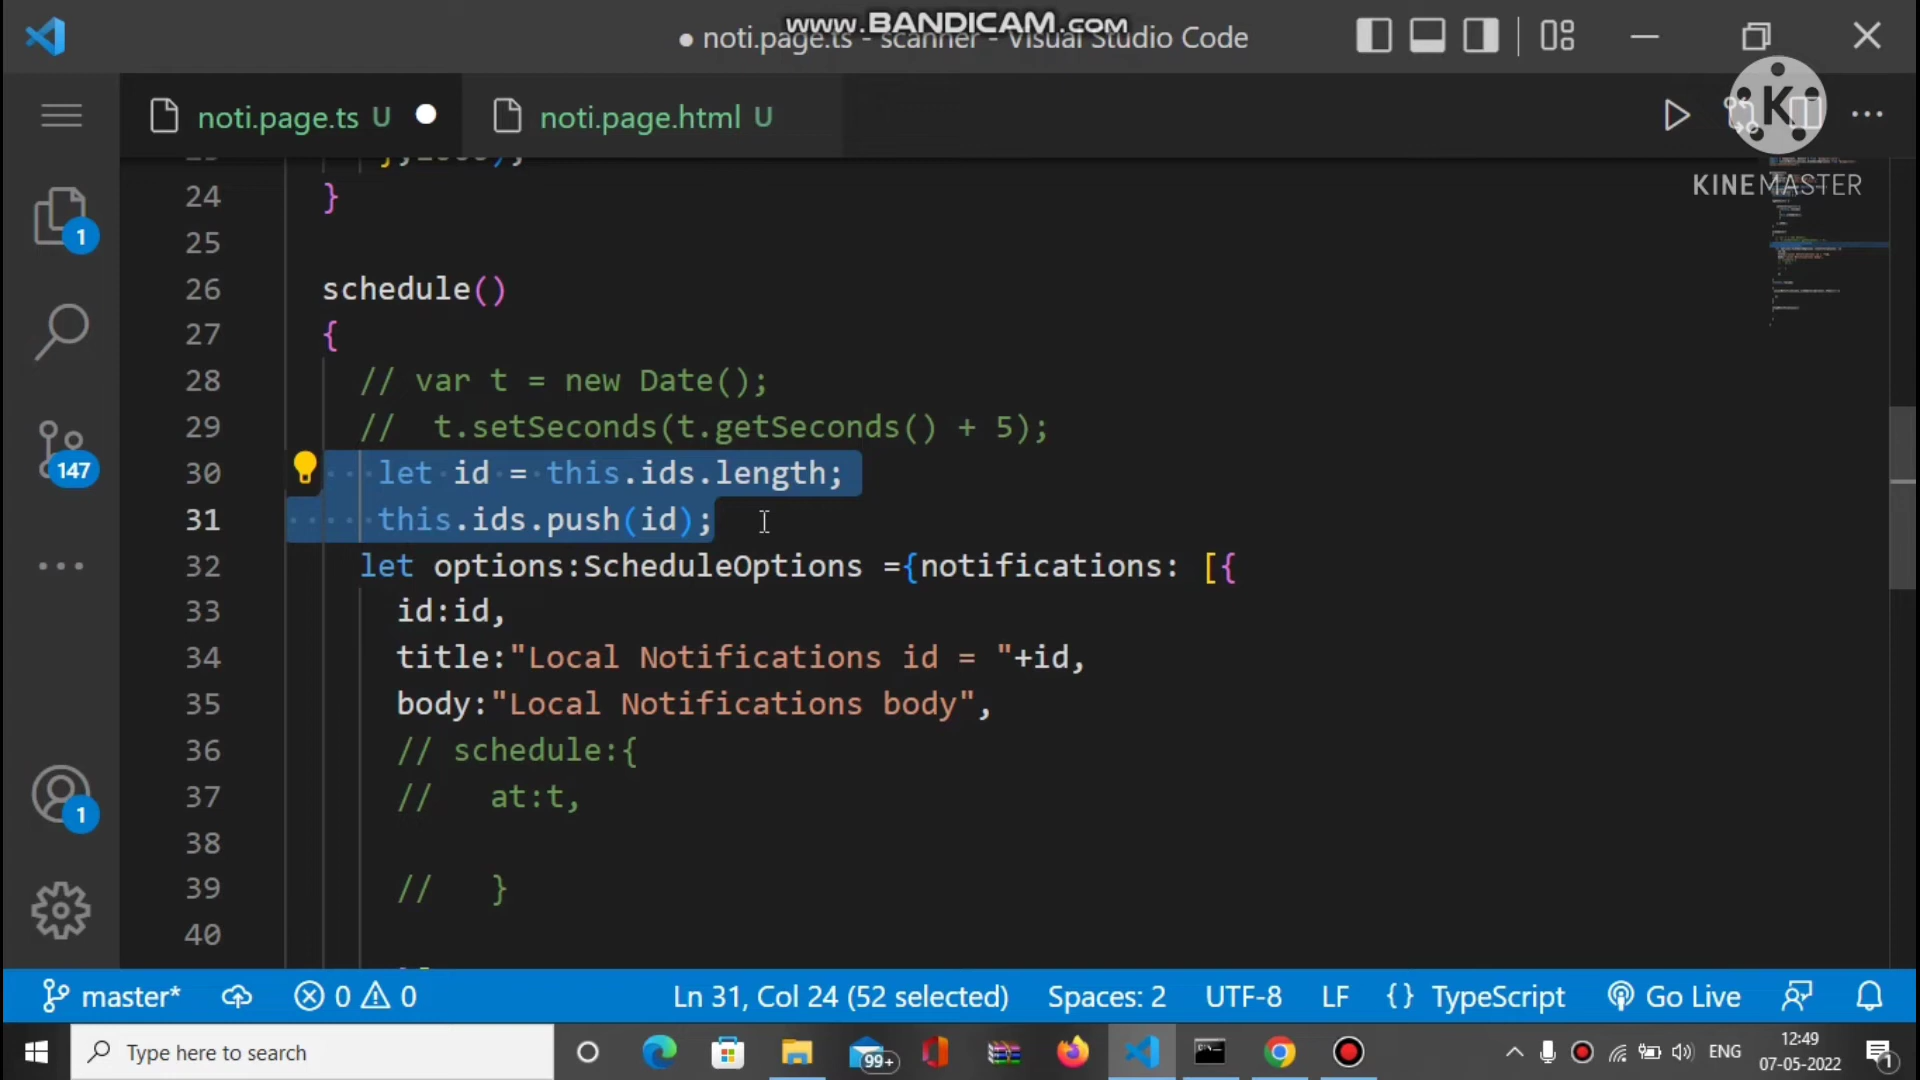 www.BANDICAM.com
● noti.page.ts - scanner - Visual Studio Code
noti.page.ts U
noti.page.html U
K
KINEMASTER
24 }
25
26 schedule()
27 {
28 // var t = new Date();
29 //  t.setSeconds(t.getSeconds() + 5);
30 let id = this.ids.length;
31 this.ids.push(id);
32 let options:ScheduleOptions ={notifications: [{
33 id:id,
34 title:"Local Notifications id = "+id,
35 body:"Local Notifications body",
36 // schedule:{
37 //   at:t,
38
39 //   }
40
1
147
1
master*
0
0
Ln 31, Col 24 (52 selected)
Spaces: 2
UTF-8
LF
{} TypeScript
Go Live
Type here to search
99+
ENG
12:49
07-05-2022
1